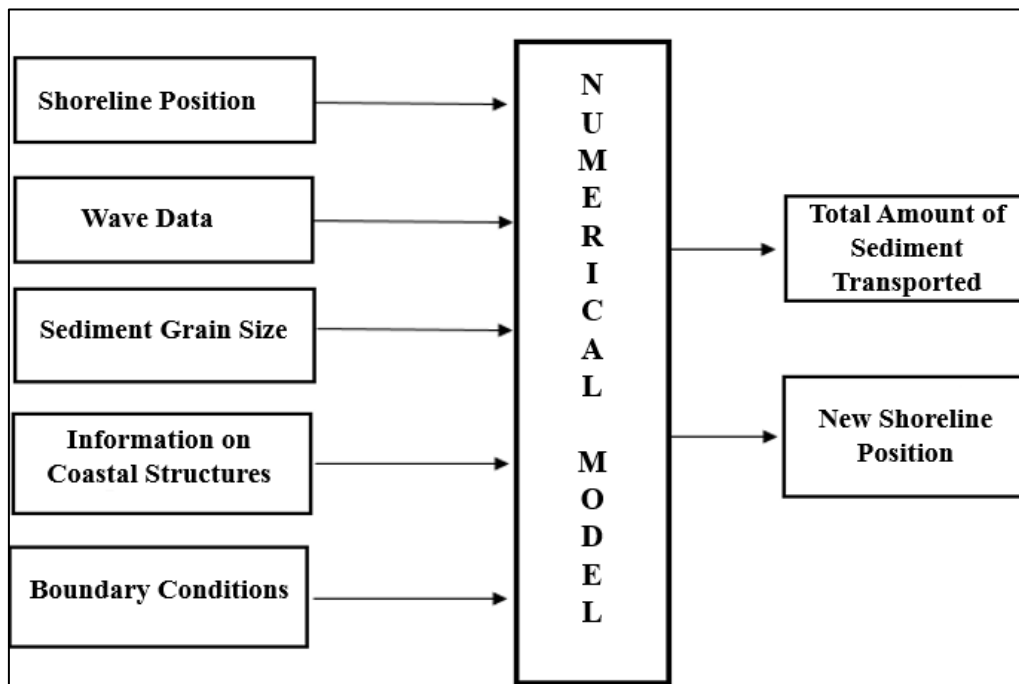 Shoreline Position
Wave Data
Sediment Grain Size
Information on
Coastal Structures
Boundary Conditions
N
U
M
E
R
I
C
A
L
M
O
D
E
L
Total Amount of
Sediment
Transported
New Shoreline
Position